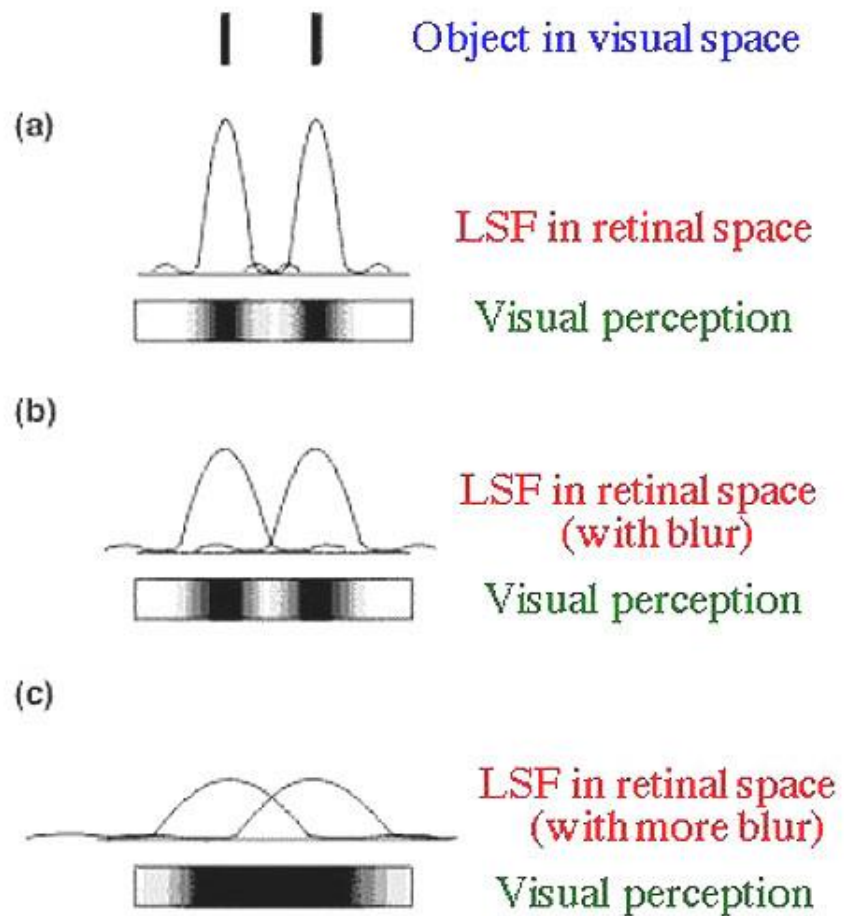 Object in visual space
(a)
LSF in retinal space
Visual perception
(b)
LSF in retinal space
(with blur)
Visual perception
(c)
LSF in retinal space
(with more blur)
Visual perception